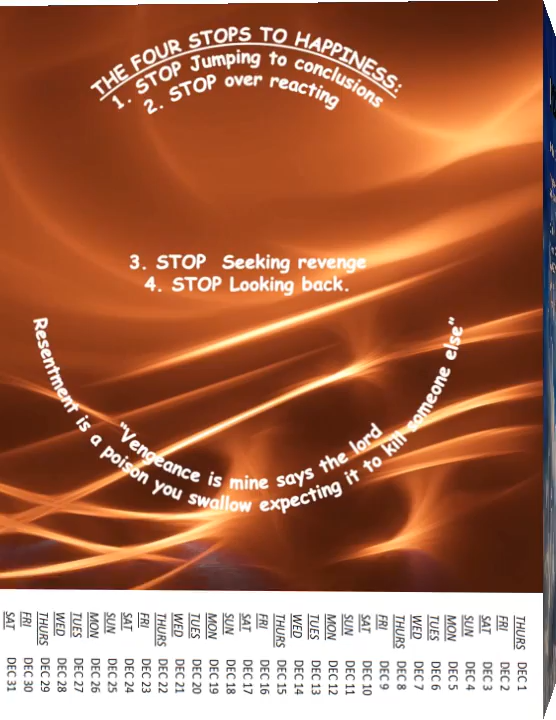 THE FOUR STOPS TO HAPPINESS:
1. STOP Jumping to conclusions
2. STOP over reacting
3. STOP Seeking revenge
4. STOP Looking back.
"Vengeance is mine says the lord
Resentment is a poison you swallow expecting it to kill someone else"
THURS DEC 1
FRI DEC 2
SAT DEC 3
SUN DEC 4
MON DEC 5
TUES DEC 6
WED DEC 7
THURS DEC 8
FRI DEC 9
SAT DEC 10
SUN DEC 11
MON DEC 12
TUES DEC 13
WED DEC 14
THURS DEC 15
FRI DEC 16
SAT DEC 17
SUN DEC 18
MON DEC 19
TUES DEC 20
WED DEC 21
THURS DEC 22
FRI DEC 23
SAT DEC 24
SUN DEC 25
MON DEC 26
TUES DEC 27
WED DEC 28
THURS DEC 29
FRI DEC 30
SAT DEC 31